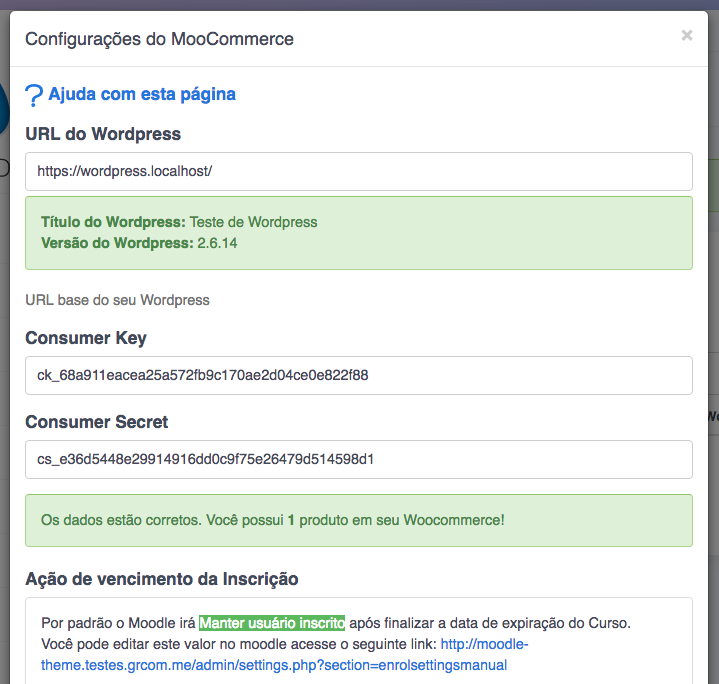 Configurações do MooCommerce
×
? Ajuda com esta página
URL do Wordpress
https://wordpress.localhost/
Título do Wordpress: Teste de Wordpress
Versão do Wordpress: 2.6.14
URL base do seu Wordpress
Consumer Key
ck_68a911eacea25a572fb9c170ae2d04ce0e822f88
Consumer Secret
cs_e36d5448e29914916dd0c9f75e26479d514598d1
Os dados estão corretos. Você possui 1 produto em seu Woocommerce!
Ação de vencimento da Inscrição
Por padrão o Moodle irá Manter usuário inscrito após finalizar a data de expiração do Curso.
Você pode editar este valor no moodle acesse o seguinte link: http://moodle-
theme.testes.grcom.me/admin/settings.php?section=enrolsettingsmanual